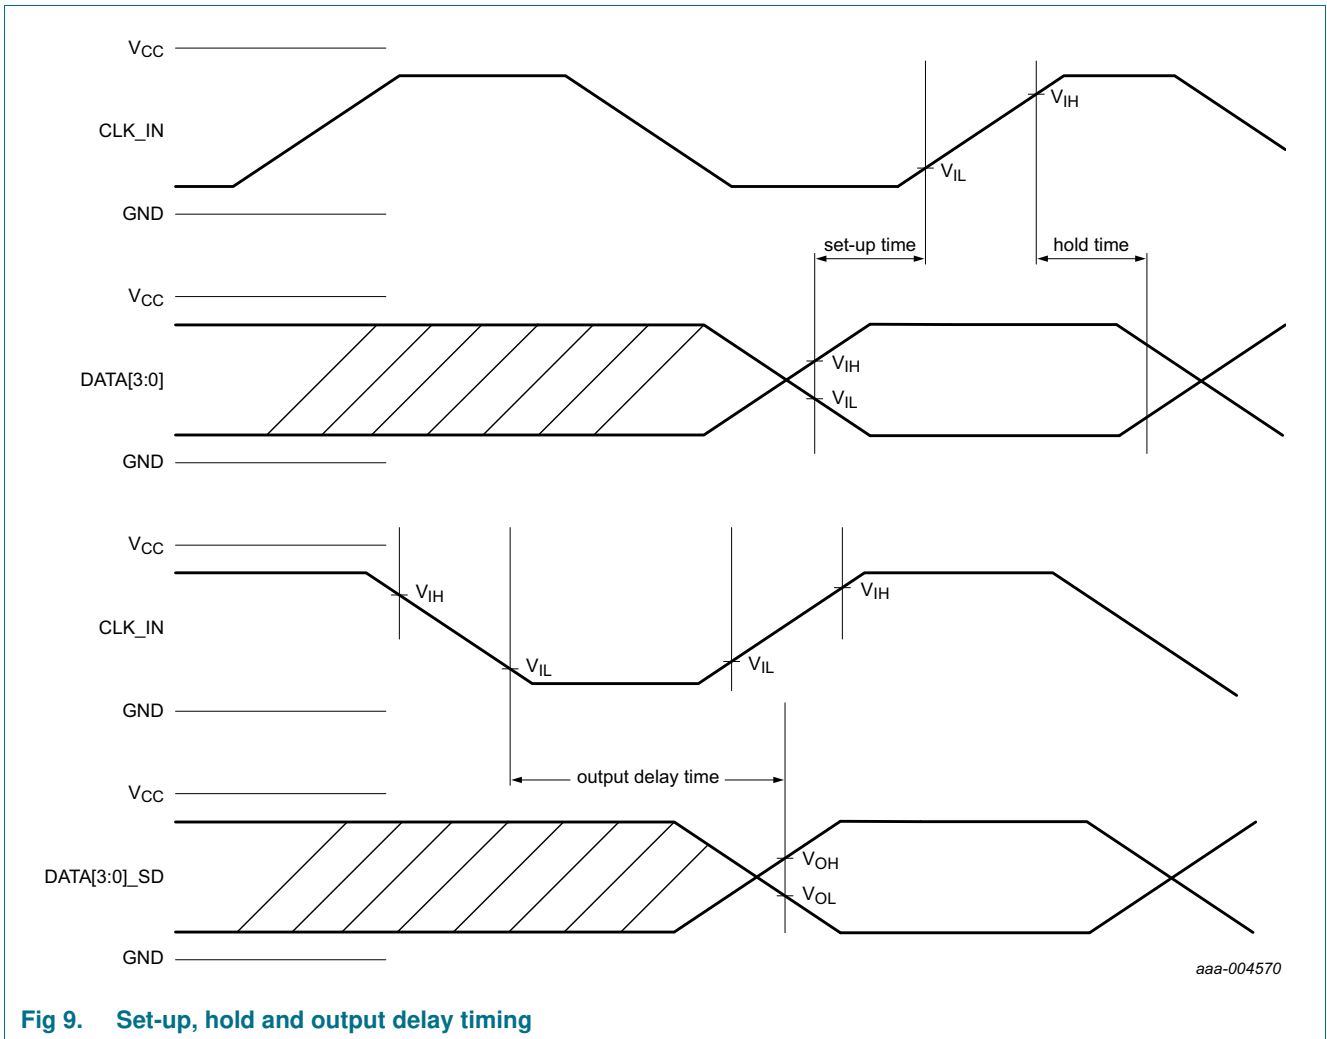 VCC
CLK_IN
VIH
VIL
GND
set-up time
hold time
VCC
DATA[3:0]
VIH
VIL
GND
VCC
VIH
VIH
CLK_IN
VIL
VIL
GND
output delay time
VCC
VOH
DATA[3:0]_SD
VOL
GND
aaa-004570
Fig 9. Set-up, hold and output delay timing